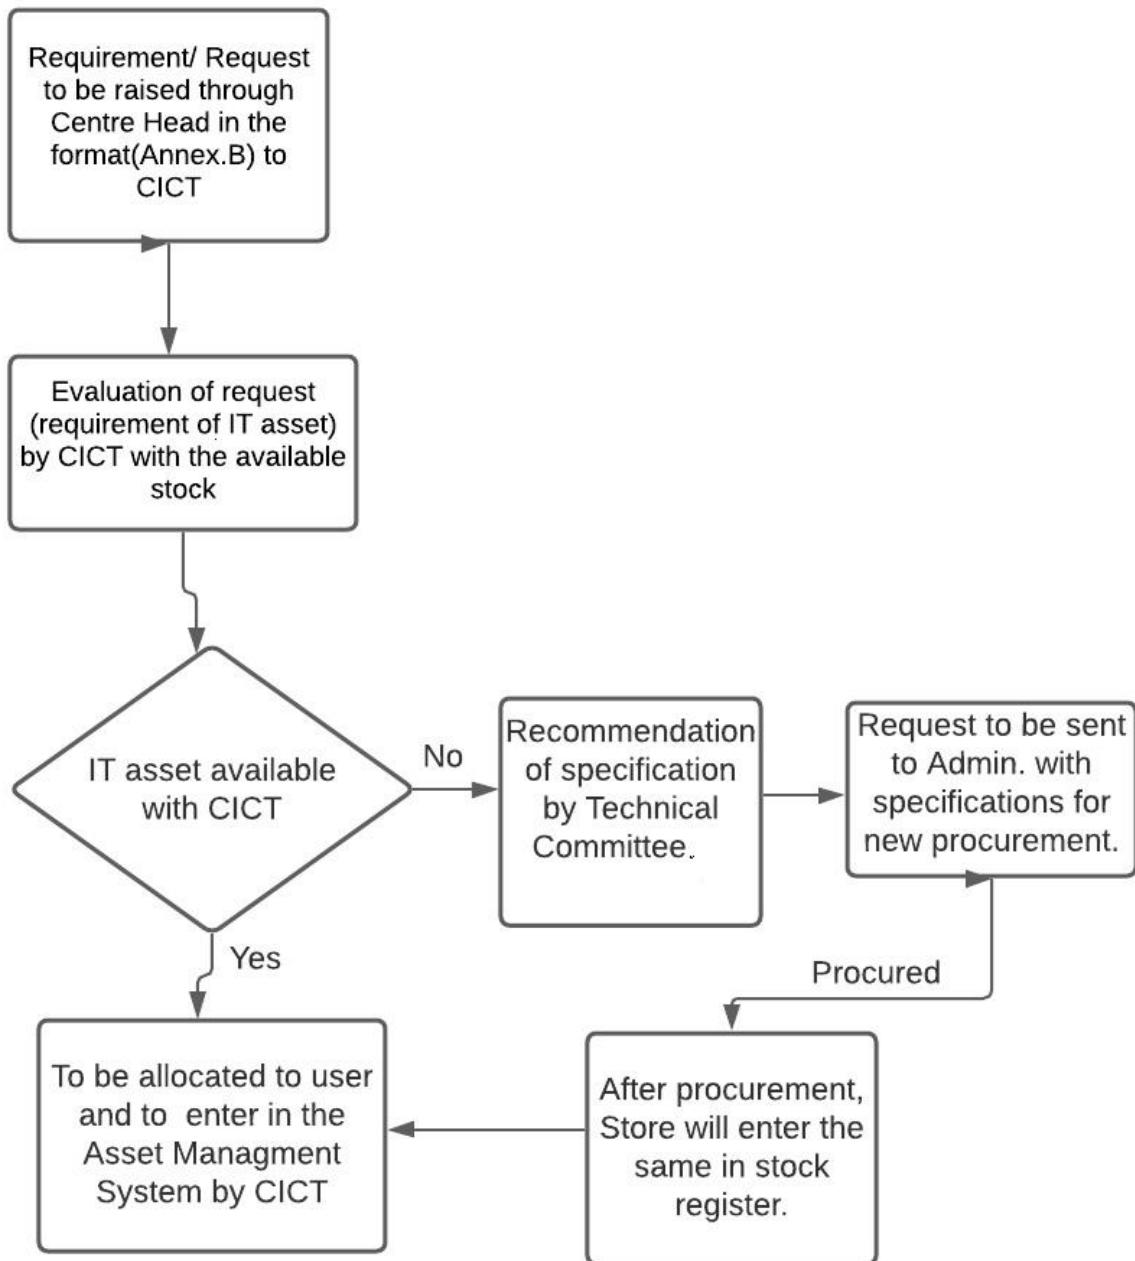 Requirement/ Request
to be raised through
Centre Head in the
format(Annex.B) to
CICT
Evaluation of request
(requirement of IT asset)
by CICT with the available
stock
IT asset available
with CICT
No
Recommendation
of specification
by Technical
Committee.
Request to be sent
to Admin. with
specifications for
new procurement.
Yes
Procured
To be allocated to user
and to  enter in the
Asset Managment
System by CICT
After procurement,
Store will enter the
same in stock
register.